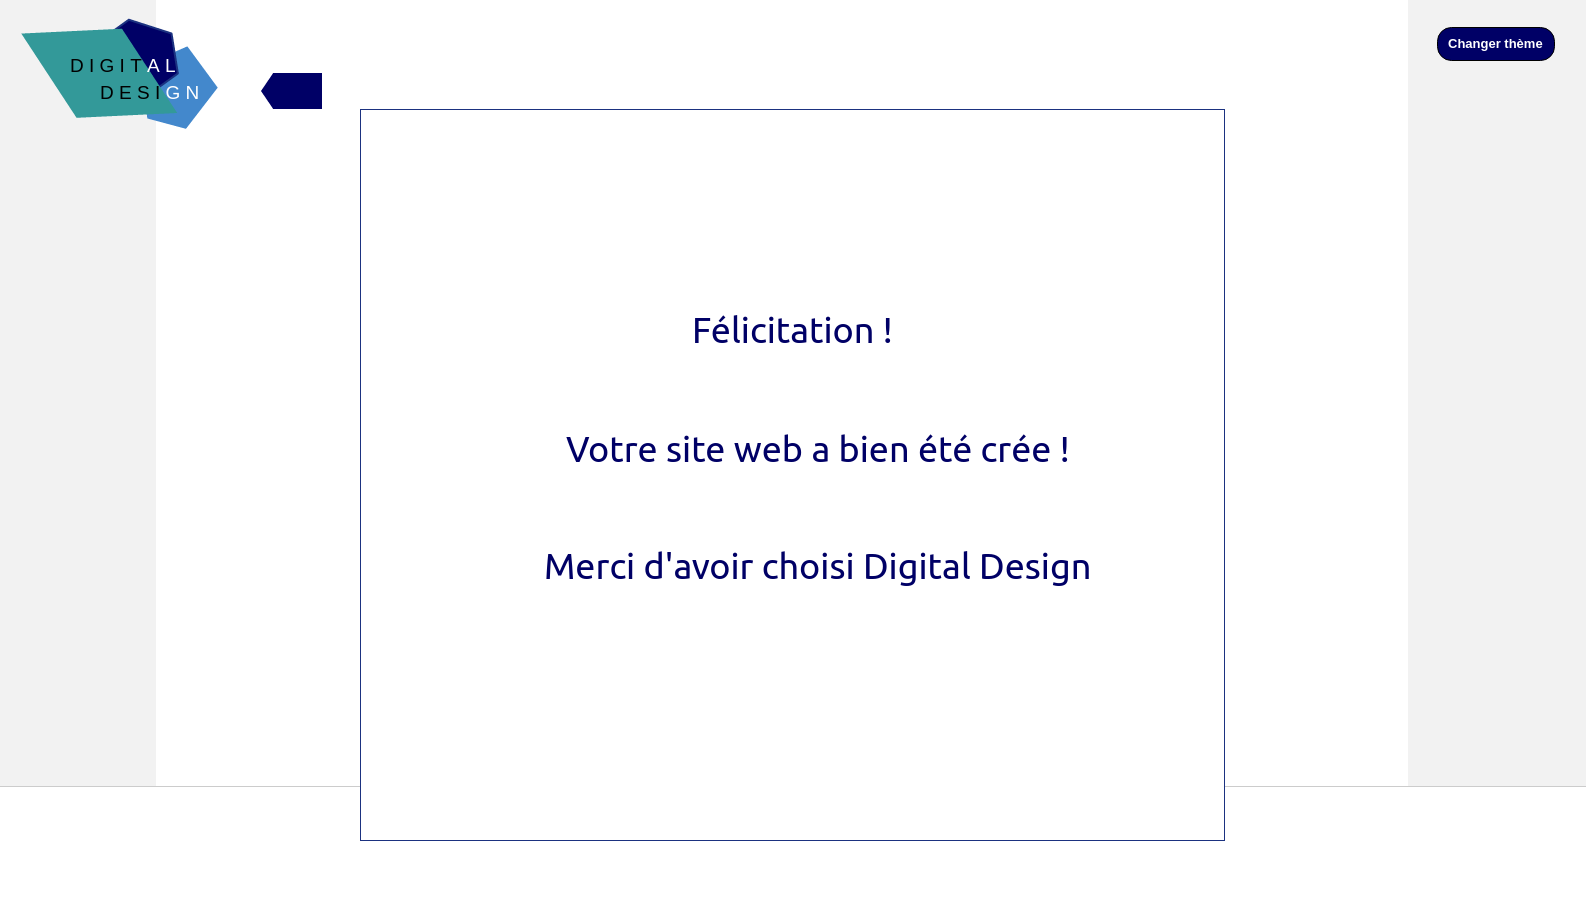 DIGITAL
DESIGN
Changer thème
Félicitation !
Votre site web a bien été crée !
Merci d'avoir choisi Digital Design